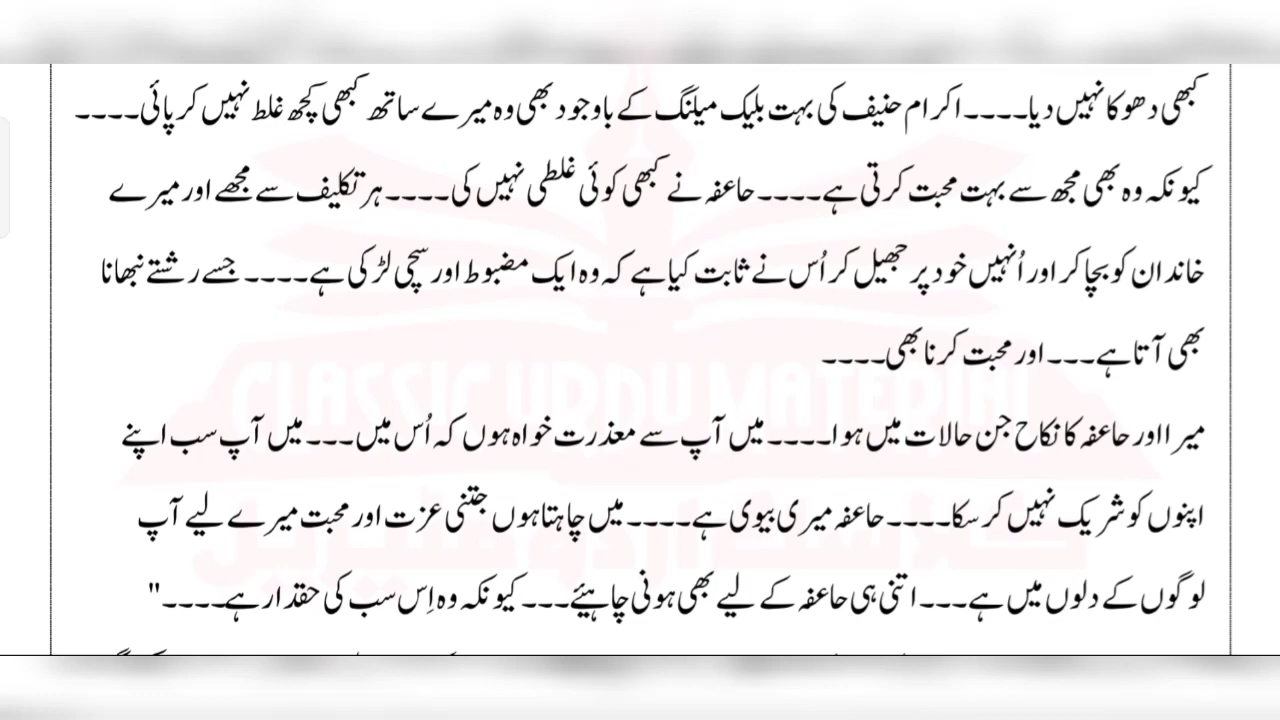 کبھی دھوکا نہیں دیا۔۔۔۔ اکرام حنیف کی بہت بلیک میلنگ کے باوجود بھی وہ میرے ساتھ کبھی کچھ غلط نہیں کر پائی۔۔۔۔
کیونکہ وہ بھی مجھ سے بہت محبت کرتی ہے۔۔۔۔ حاعفہ نے کبھی کوئی غلطی نہیں کی۔۔۔۔ ہر تکلیف سے مجھے اور میرے
خاندان کو بچا کر اور اُنہیں خود پر جھیل کر اُس نے ثابت کیا ہے کہ وہ ایک مضبوط اور سچی لڑکی ہے۔۔۔۔ جسے رشتے نبھانا
بھی آتا ہے۔۔۔ اور محبت کرنا بھی۔۔۔۔
CLASSIC URDU MATERIAL
میرا اور حاعفہ کا نکاح جن حالات میں ہوا۔۔۔۔ میں آپ سے معذرت خواہ ہوں کہ اُس میں۔۔۔ میں آپ سب اپنے
اپنوں کو شریک نہیں کر سکا۔۔۔۔ حاعفہ میری بیوی ہے۔۔۔۔ میں چاہتا ہوں جتنی عزت اور محبت میرے لیے آپ
کلاسک اردو مٹیریل
لوگوں کے دلوں میں ہے۔۔۔ اتنی ہی حاعفہ کے لیے بھی ہونی چاہیئے۔۔۔ کیونکہ وہ اِس سب کی حقدار ہے۔۔۔۔"